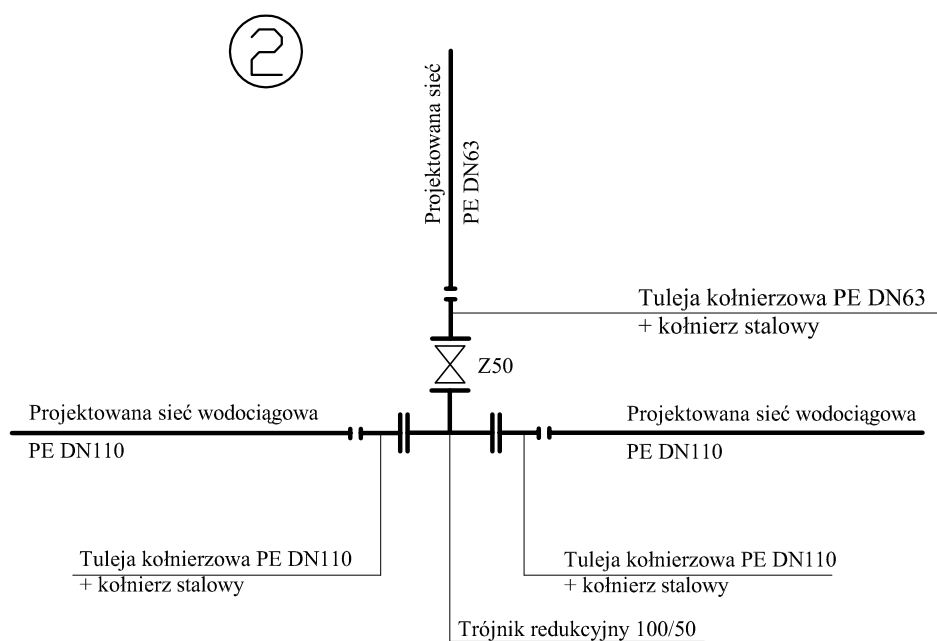 2
Projektowana sieć
PE DN63
Tuleja kołnierzowa PE DN63
+ kołnierz stalowy
Z50
Projektowana sieć wodociągowa
PE DN110
Projektowana sieć wodociągowa
PE DN110
Tuleja kołnierzowa PE DN110
+ kołnierz stalowy
Tuleja kołnierzowa PE DN110
+ kołnierz stalowy
Trójnik redukcyjny 100/50